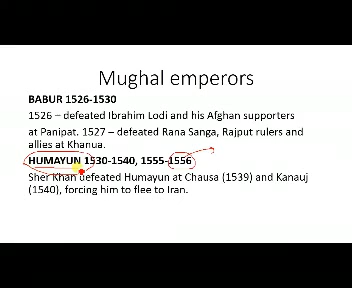 Mughal emperors
BABUR 1526-1530
1526 – defeated Ibrahim Lodi and his Afghan supporters
at Panipat. 1527 – defeated Rana Sanga, Rajput rulers and
allies at Khanua.
HUMAYUN 1530-1540, 1555-1556
Sher Khan defeated Humayun at Chausa (1539) and Kanauj
(1540), forcing him to flee to Iran.